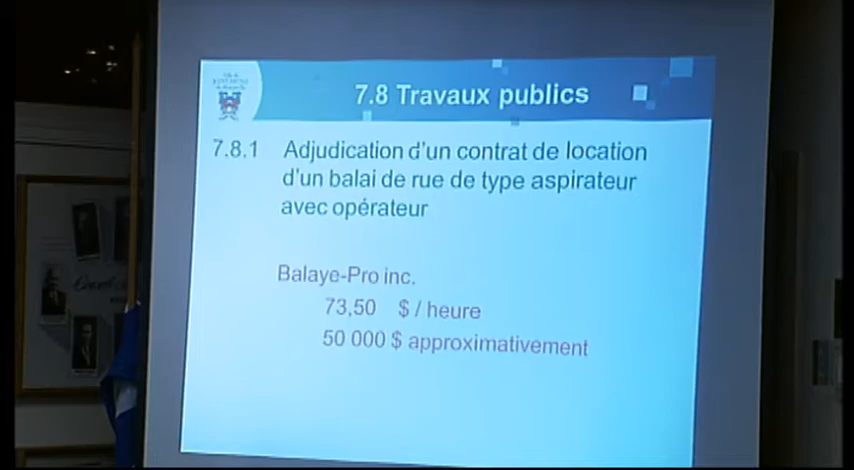 7.8 Travaux publics
7.8.1 Adjudication d'un contrat de location
d'un balai de rue de type aspirateur
avec opérateur
Balaye-Pro inc.
73,50 $ / heure
50 000 $ approximativement